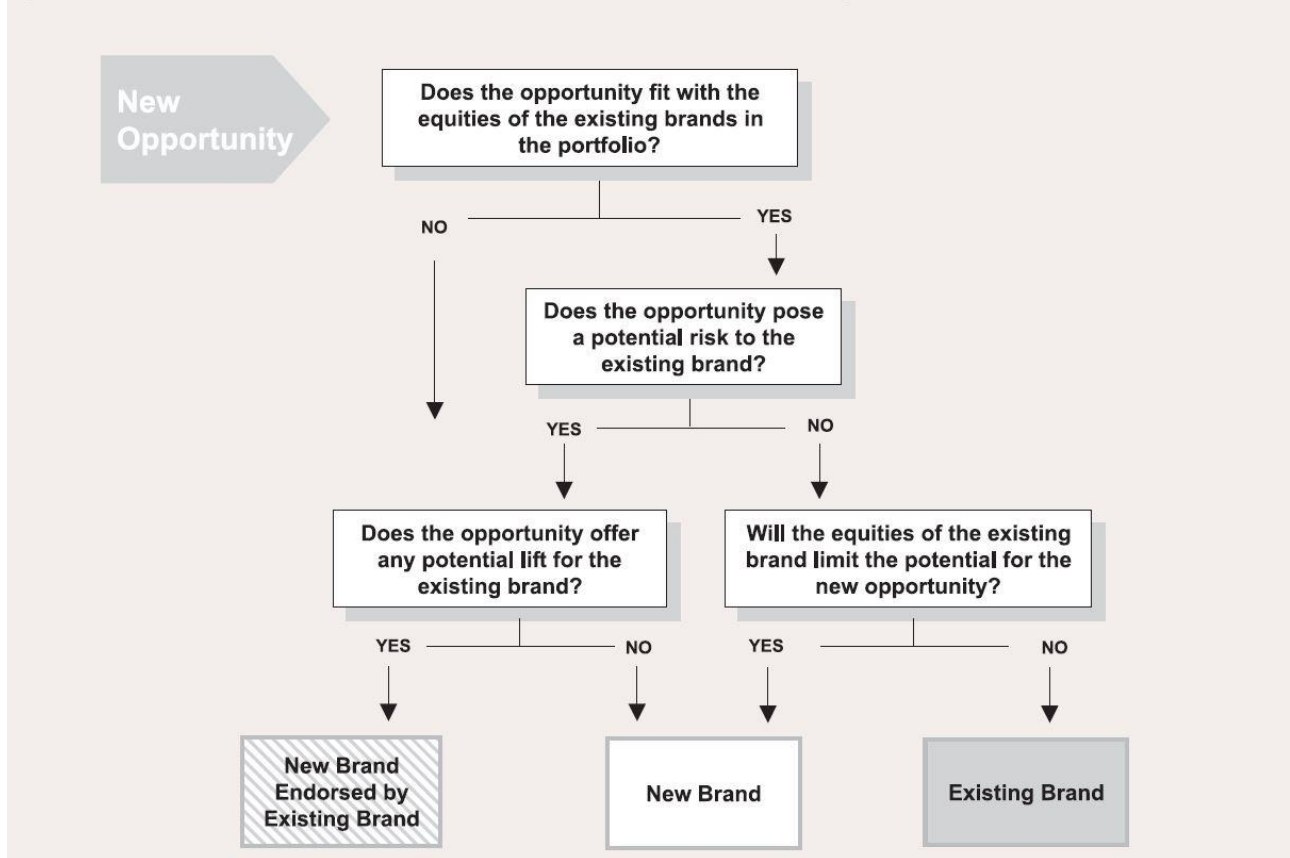 New
Opportunity
Does the opportunity fit with the
equities of the existing brands in
the portfolio?
NO
YES
Does the opportunity pose
a potential risk to the
existing brand?
YES
NO
Does the opportunity offer
any potential lift for the
existing brand?
Will the equities of the existing
brand limit the potential for the
new opportunity?
YES
NO
YES
NO
New Brand
Endorsed by
Existing Brand
New Brand
Existing Brand